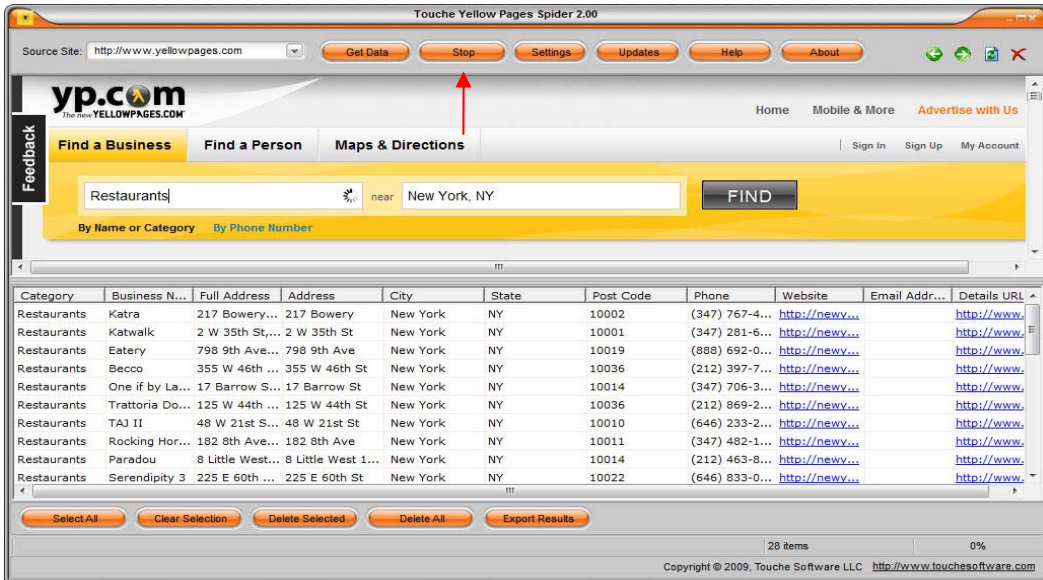 Touche Yellow Pages Spider 2.00
Source Site: http://www.yellowpages.com Get Data Stop Settings Updates Help About
yp.com
The new YELLOWPAGES.COM
Home Mobile & More Advertise with Us
Feedback
Find a Business Find a Person Maps & Directions Sign In Sign Up My Account
Restaurants near New York, NY FIND
By Name or Category By Phone Number
Category Business N... Full Address Address City State Post Code Phone Website Email Addr... Details URL
Restaurants Katra 217 Bowery... 217 Bowery New York NY 10002 (347) 767-4... http://newy... http://www.
Restaurants Katwalk 2 W 35th St,... 2 W 35th St New York NY 10001 (347) 281-6... http://newy... http://www.
Restaurants Eatery 798 9th Ave... 798 9th Ave New York NY 10019 (888) 692-0... http://newy... http://www.
Restaurants Becco 355 W 46th ... 355 W 46th St New York NY 10036 (212) 397-7... http://newy... http://www.
Restaurants One if by La... 17 Barrow S... 17 Barrow St New York NY 10014 (347) 706-3... http://newy... http://www.
Restaurants Trattoria Do... 125 W 44th ... 125 W 44th St New York NY 10036 (212) 869-2... http://newy... http://www.
Restaurants TAJ II 48 W 21st S... 48 W 21st St New York NY 10010 (646) 233-2... http://newy... http://www.
Restaurants Rocking Hor... 182 8th Ave... 182 8th Ave New York NY 10011 (347) 482-1... http://newy... http://www.
Restaurants Paradou 8 Little West... 8 Little West 1... New York NY 10014 (212) 463-8... http://newy... http://www.
Restaurants Serendipity 3 225 E 60th ... 225 E 60th St New York NY 10022 (646) 833-0... http://newy... http://www.
Select All Clear Selection Delete Selected Delete All Export Results
28 items 0%
Copyright © 2009, Touche Software LLC http://www.touchesoftware.com